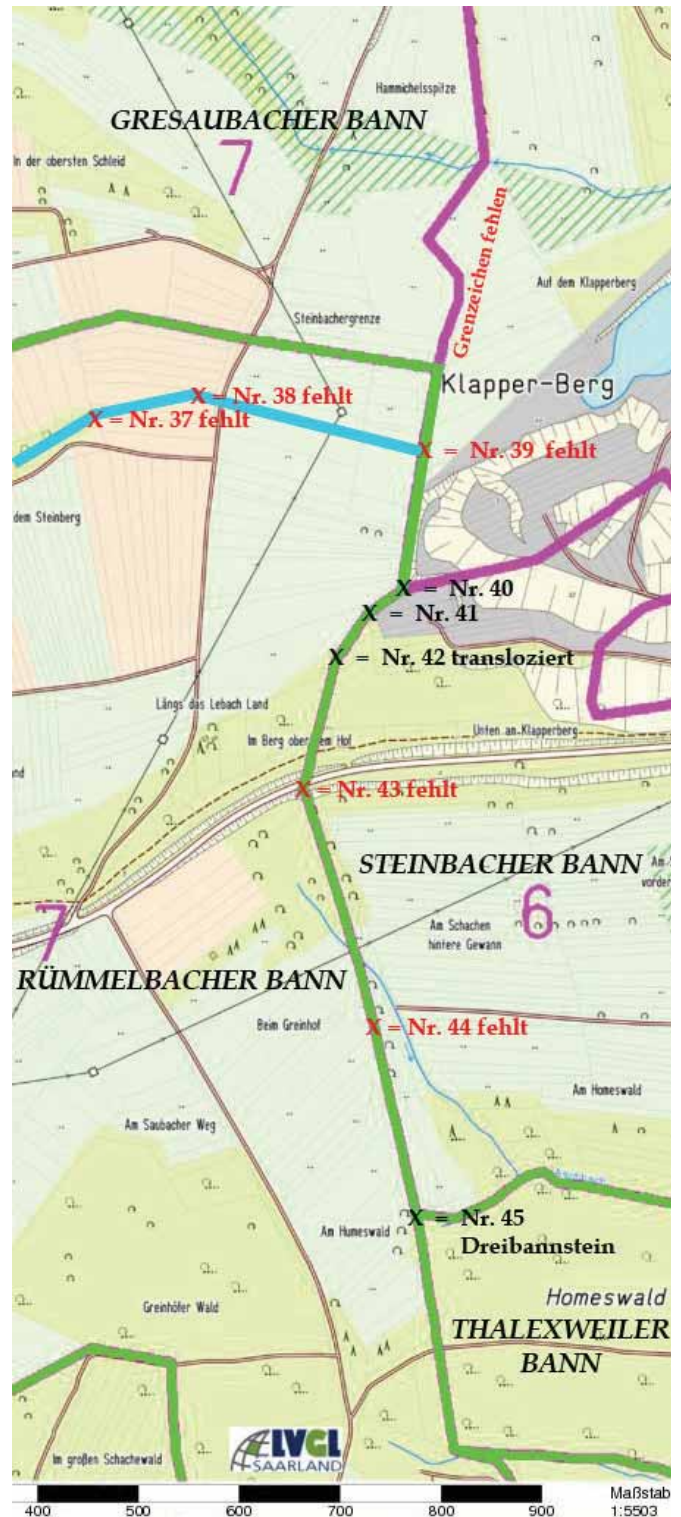 Hammichelsspitze
GRESAUBACHER BANN
7
In der obersten Schleid
Grenzeichen fehlen
Auf dem Klapperberg
Steinbachergrenze
Klapper-Berg
X = Nr. 38 fehlt
X = Nr. 37 fehlt
X = Nr. 39 fehlt
dem Steinberg
X = Nr. 40
X = Nr. 41
X = Nr. 42 transloziert
Längs das Lebach Land
Im Berg ober dem Hof
Unten an Klapperberg
nd
X = Nr. 43 fehlt
STEINBACHER BANN
Am
vorder
7
6
Am Schachen
hintere Gewann
RÜMMELBACHER BANN
Beim Greinhof
X = Nr. 44 fehlt
Am Homeswald
Am Saubacher Weg
X = Nr. 45
Dreibannstein
Am Humeswald
Homeswald
Greinhöfer Wald
THALEXWEILER
BANN
LVGL
SAARLAND
Im großen Schachewald
Maßstab
400 500 600 700 800 900 1:5503